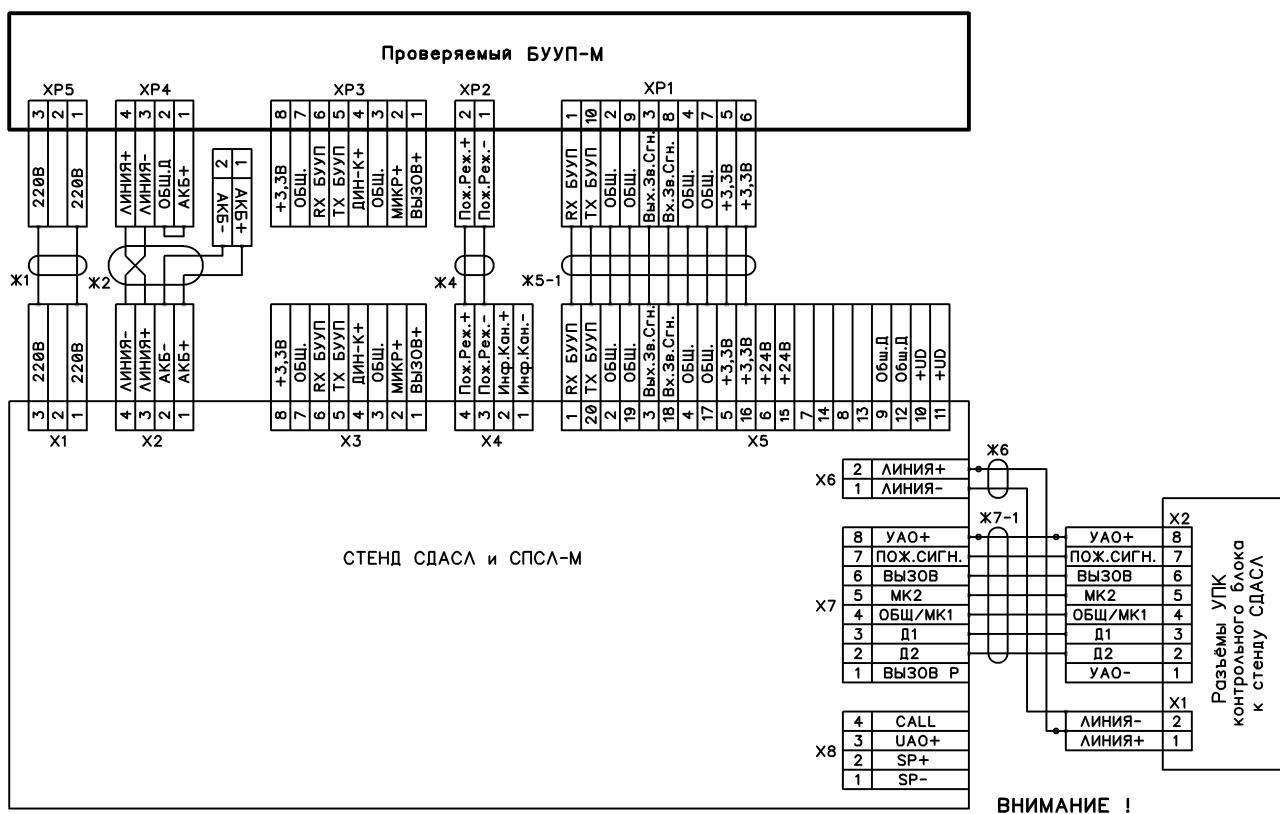 Проверяемый БУУП-М
XP5 XP4 XP3 XP2 XP1
3 2 1
4 3 2 1
8 7 6 5 4 3 2 1
2 1
1 10 2 9 3 8 4 7 5 6
220В
220В
ЛИНИЯ+
ЛИНИЯ-
ОБЩ.Д
АКБ+
2 АКБ-
1 АКБ+
+3,3В
ОБЩ.
RX БУУП
TX БУУП
ДИН-К+
ОБЩ.
МИКР+
ВЫЗОВ+
Пож.Реж.+
Пож.Реж.-
RX БУУП
TX БУУП
ОБЩ.
ОБЩ.
Вых.Зв.Сгн.
Вх.Зв.Сгн.
ОБЩ.
ОБЩ.
+3,3В
+3,3В
Ж1 Ж2 Ж4 Ж5-1
3 220В
2
1 220В
X1
4 ЛИНИЯ-
3 ЛИНИЯ+
2 АКБ-
1 АКБ+
X2
8 +3,3В
7 ОБЩ.
6 RX БУУП
5 TX БУУП
4 ДИН-К+
3 ОБЩ.
2 МИКР+
1 ВЫЗОВ+
X3
4 Пож.Реж.+
3 Пож.Реж.-
2 Инф.Кан.+
1 Инф.Кан.-
X4
1 RX БУУП
20 TX БУУП
2 ОБЩ.
19 ОБЩ.
3 Вых.Зв.Сгн.
18 Вх.Зв.Сгн.
4 ОБЩ.
17 ОБЩ.
5 +3,3В
16 +3,3В
6 +24В
15 +24В
7
14
8
13
9 Общ.Д
12 Общ.Д
10 +UD
11 +UD
X5
СТЕНД СДАСЛ и СПСЛ-М
X6
2 ЛИНИЯ+
1 ЛИНИЯ-
Ж6
Ж7-1
X7
8 УАО+
7 ПОЖ.СИГН.
6 ВЫЗОВ
5 МК2
4 ОБЩ/МК1
3 Д1
2 Д2
1 ВЫЗОВ Р
X8
4 CALL
3 UAO+
2 SP+
1 SP-
X2
УАО+ 8
ПОЖ.СИГН. 7
ВЫЗОВ 6
МК2 5
ОБЩ/МК1 4
Д1 3
Д2 2
УАО- 1
X1
ЛИНИЯ- 2
ЛИНИЯ+ 1
Разъёмы УПК
контрольного блока
к стенду СДАСЛ
ВНИМАНИЕ !